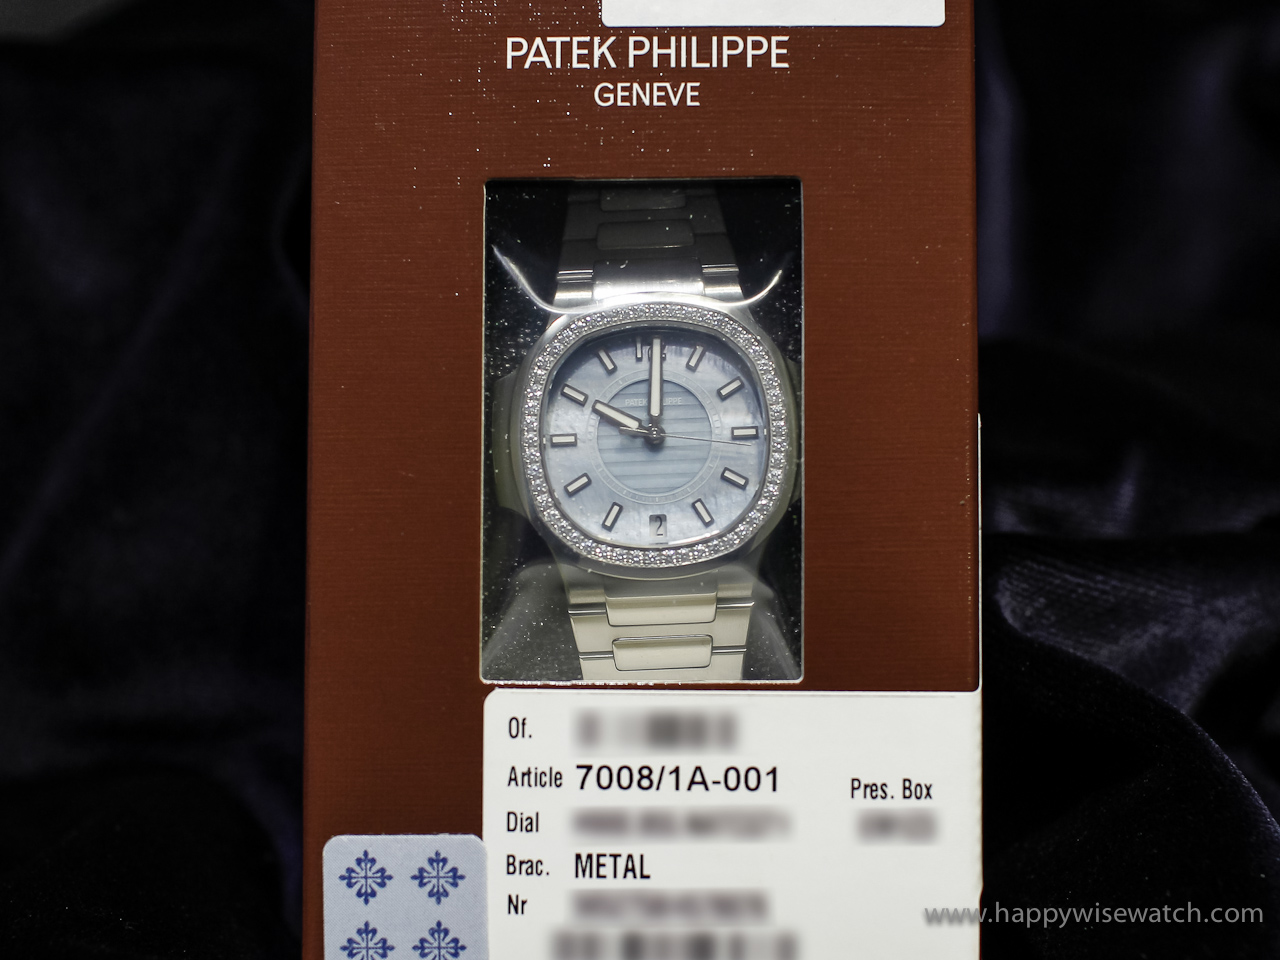 PATEK PHILIPPE
GENEVE
PATEK PHILIPPE
2
Of.
Article 7008/1A-001
Pres. Box
Dial
Brac. METAL
Nr
www.happywisewatch.com